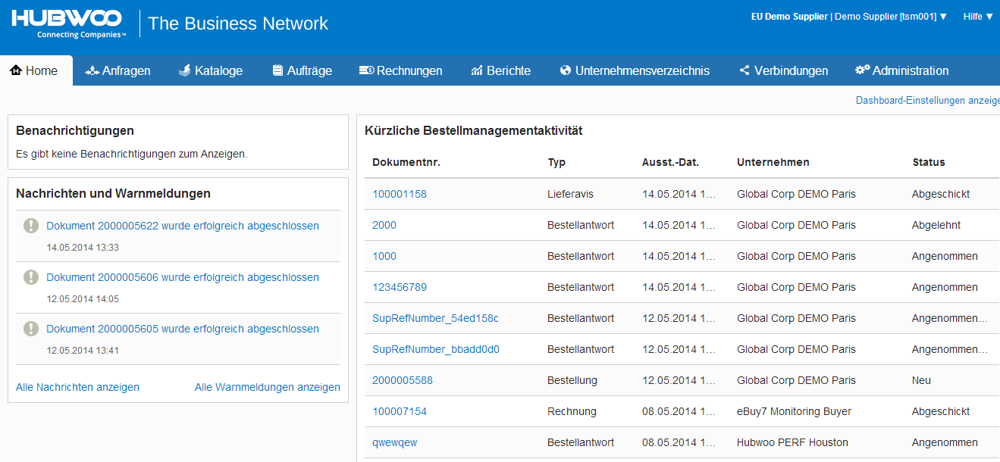 HUBWOO
Connecting Companies™
The Business Network
EU Demo Supplier | Demo Supplier [tsm001] ▼ Hilfe ▼
Home Anfragen Kataloge Aufträge Rechnungen Berichte Unternehmensverzeichnis Verbindungen Administration
Dashboard-Einstellungen anzeige
Benachrichtigungen
Es gibt keine Benachrichtigungen zum Anzeigen.
Nachrichten und Warnmeldungen
Dokument 2000005622 wurde erfolgreich abgeschlossen
14.05.2014 13:33
Dokument 2000005606 wurde erfolgreich abgeschlossen
12.05.2014 14:05
Dokument 2000005605 wurde erfolgreich abgeschlossen
12.05.2014 13:41
Alle Nachrichten anzeigen Alle Warnmeldungen anzeigen
Kürzliche Bestellmanagementaktivität
Dokumentnr. Typ Ausst.-Dat. Unternehmen Status
100001158 Lieferavis 14.05.2014 1... Global Corp DEMO Paris Abgeschickt
2000 Bestellantwort 14.05.2014 1... Global Corp DEMO Paris Abgelehnt
1000 Bestellantwort 14.05.2014 1... Global Corp DEMO Paris Angenommen
123456789 Bestellantwort 14.05.2014 1... Global Corp DEMO Paris Angenommen
SupRefNumber_54ed158c Bestellantwort 12.05.2014 1... Global Corp DEMO Paris Angenommen...
SupRefNumber_bbadd0d0 Bestellantwort 12.05.2014 1... Global Corp DEMO Paris Angenommen...
2000005588 Bestellung 12.05.2014 1... Global Corp DEMO Paris Neu
100007154 Rechnung 08.05.2014 1... eBuy7 Monitoring Buyer Abgeschickt
qwewqew Bestellantwort 08.05.2014 1... Hubwoo PERF Houston Angenommen